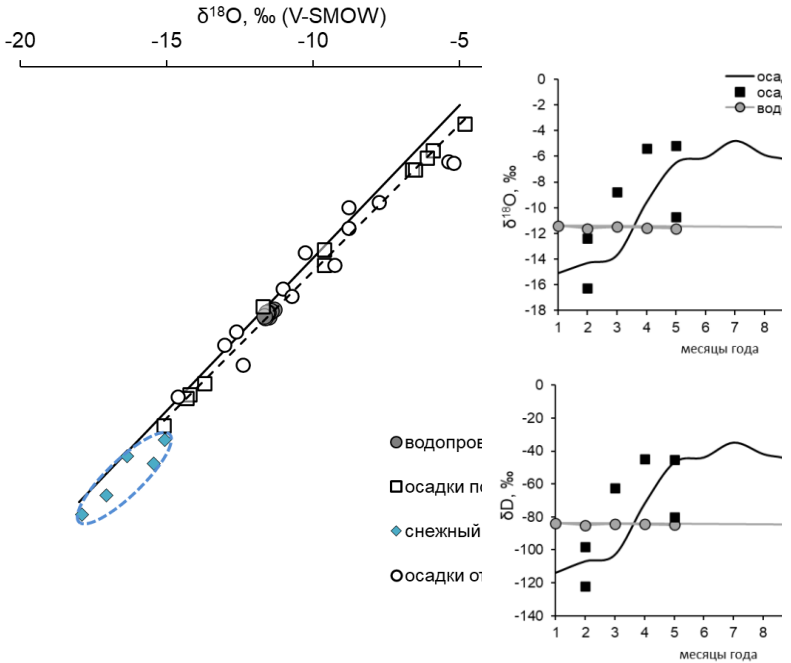 δ¹⁸O, ‰ (V-SMOW)
-20 -15 -10 -5
водопров
осадки по
снежный
осадки от
0
-2
-4
-6
-8
-10
-12
-14
-16
-18
δ¹⁸O, ‰
1 2 3 4 5 6 7 8
месяцы года
оса
оса
вод
0
-20
-40
-60
-80
-100
-120
-140
δD, ‰
1 2 3 4 5 6 7 8
месяцы года